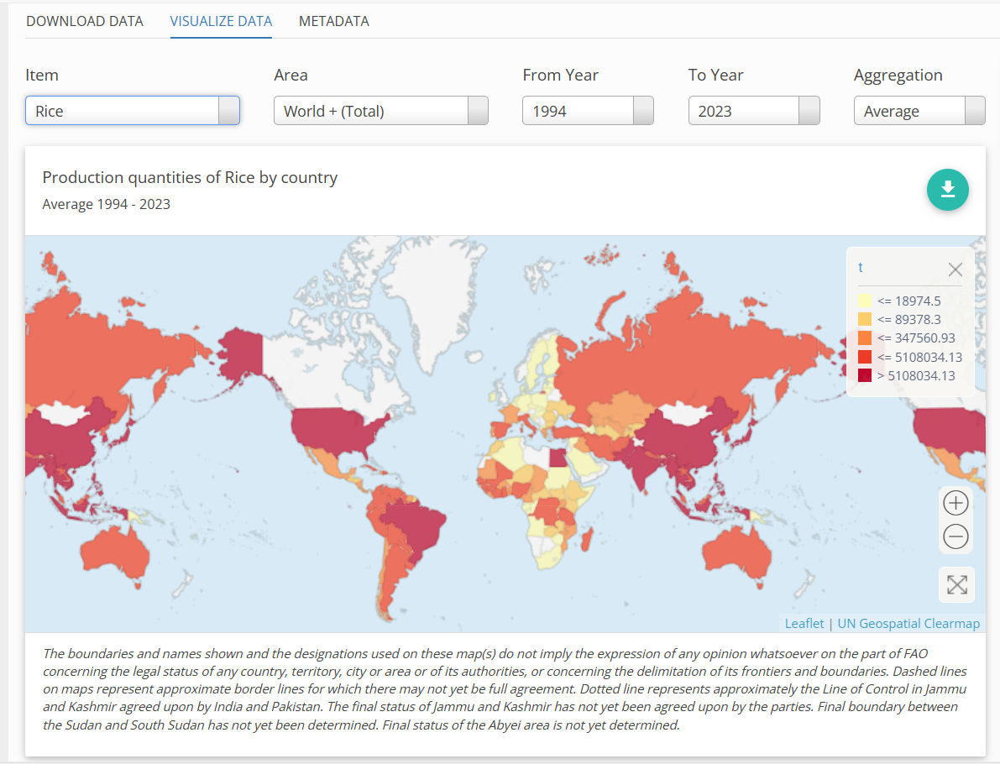 DOWNLOAD DATA VISUALIZE DATA METADATA
Item Area From Year To Year Aggregation
Rice World + (Total) 1994 2023 Average
Production quantities of Rice by country
Average 1994 - 2023
t
<= 18974.5
<= 89378.3
<= 347560.93
<= 5108034.13
> 5108034.13
Leaflet | UN Geospatial Clearmap
The boundaries and names shown and the designations used on these map(s) do not imply the expression of any opinion whatsoever on the part of FAO
concerning the legal status of any country, territory, city or area or of its authorities, or concerning the delimitation of its frontiers and boundaries. Dashed lines
on maps represent approximate border lines for which there may not yet be full agreement. Dotted line represents approximately the Line of Control in Jammu
and Kashmir agreed upon by India and Pakistan. The final status of Jammu and Kashmir has not yet been agreed upon by the parties. Final boundary between
the Sudan and South Sudan has not yet been determined. Final status of the Abyei area is not yet determined.